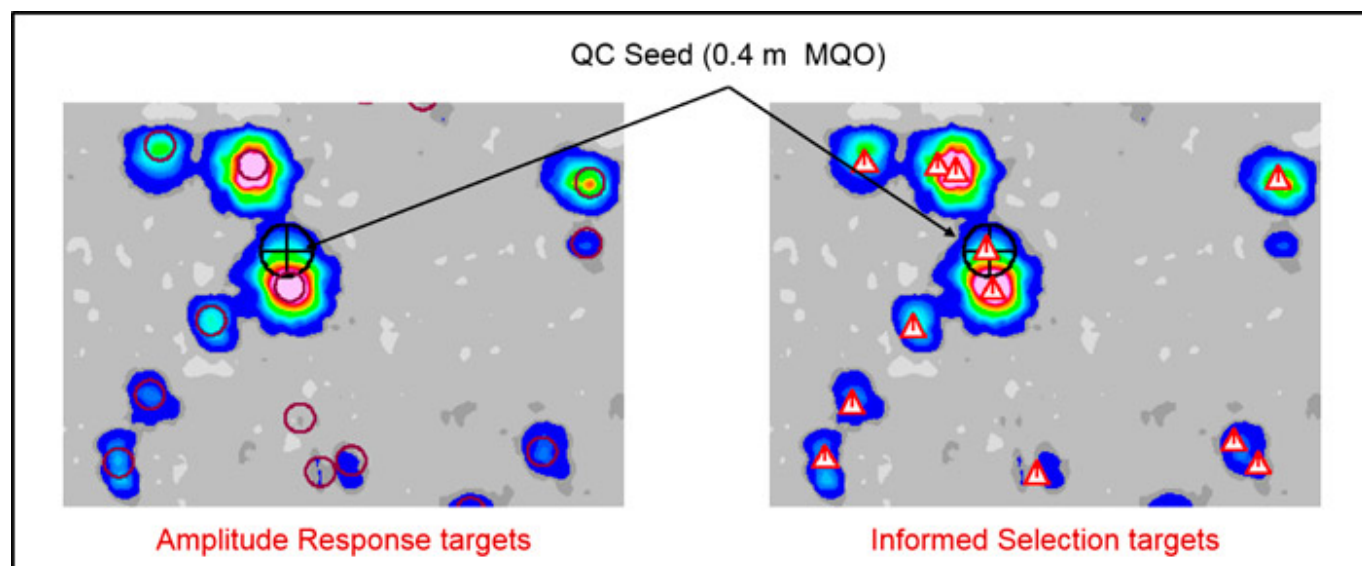 QC Seed (0.4 m MQO)
Amplitude Response targets
Informed Selection targets